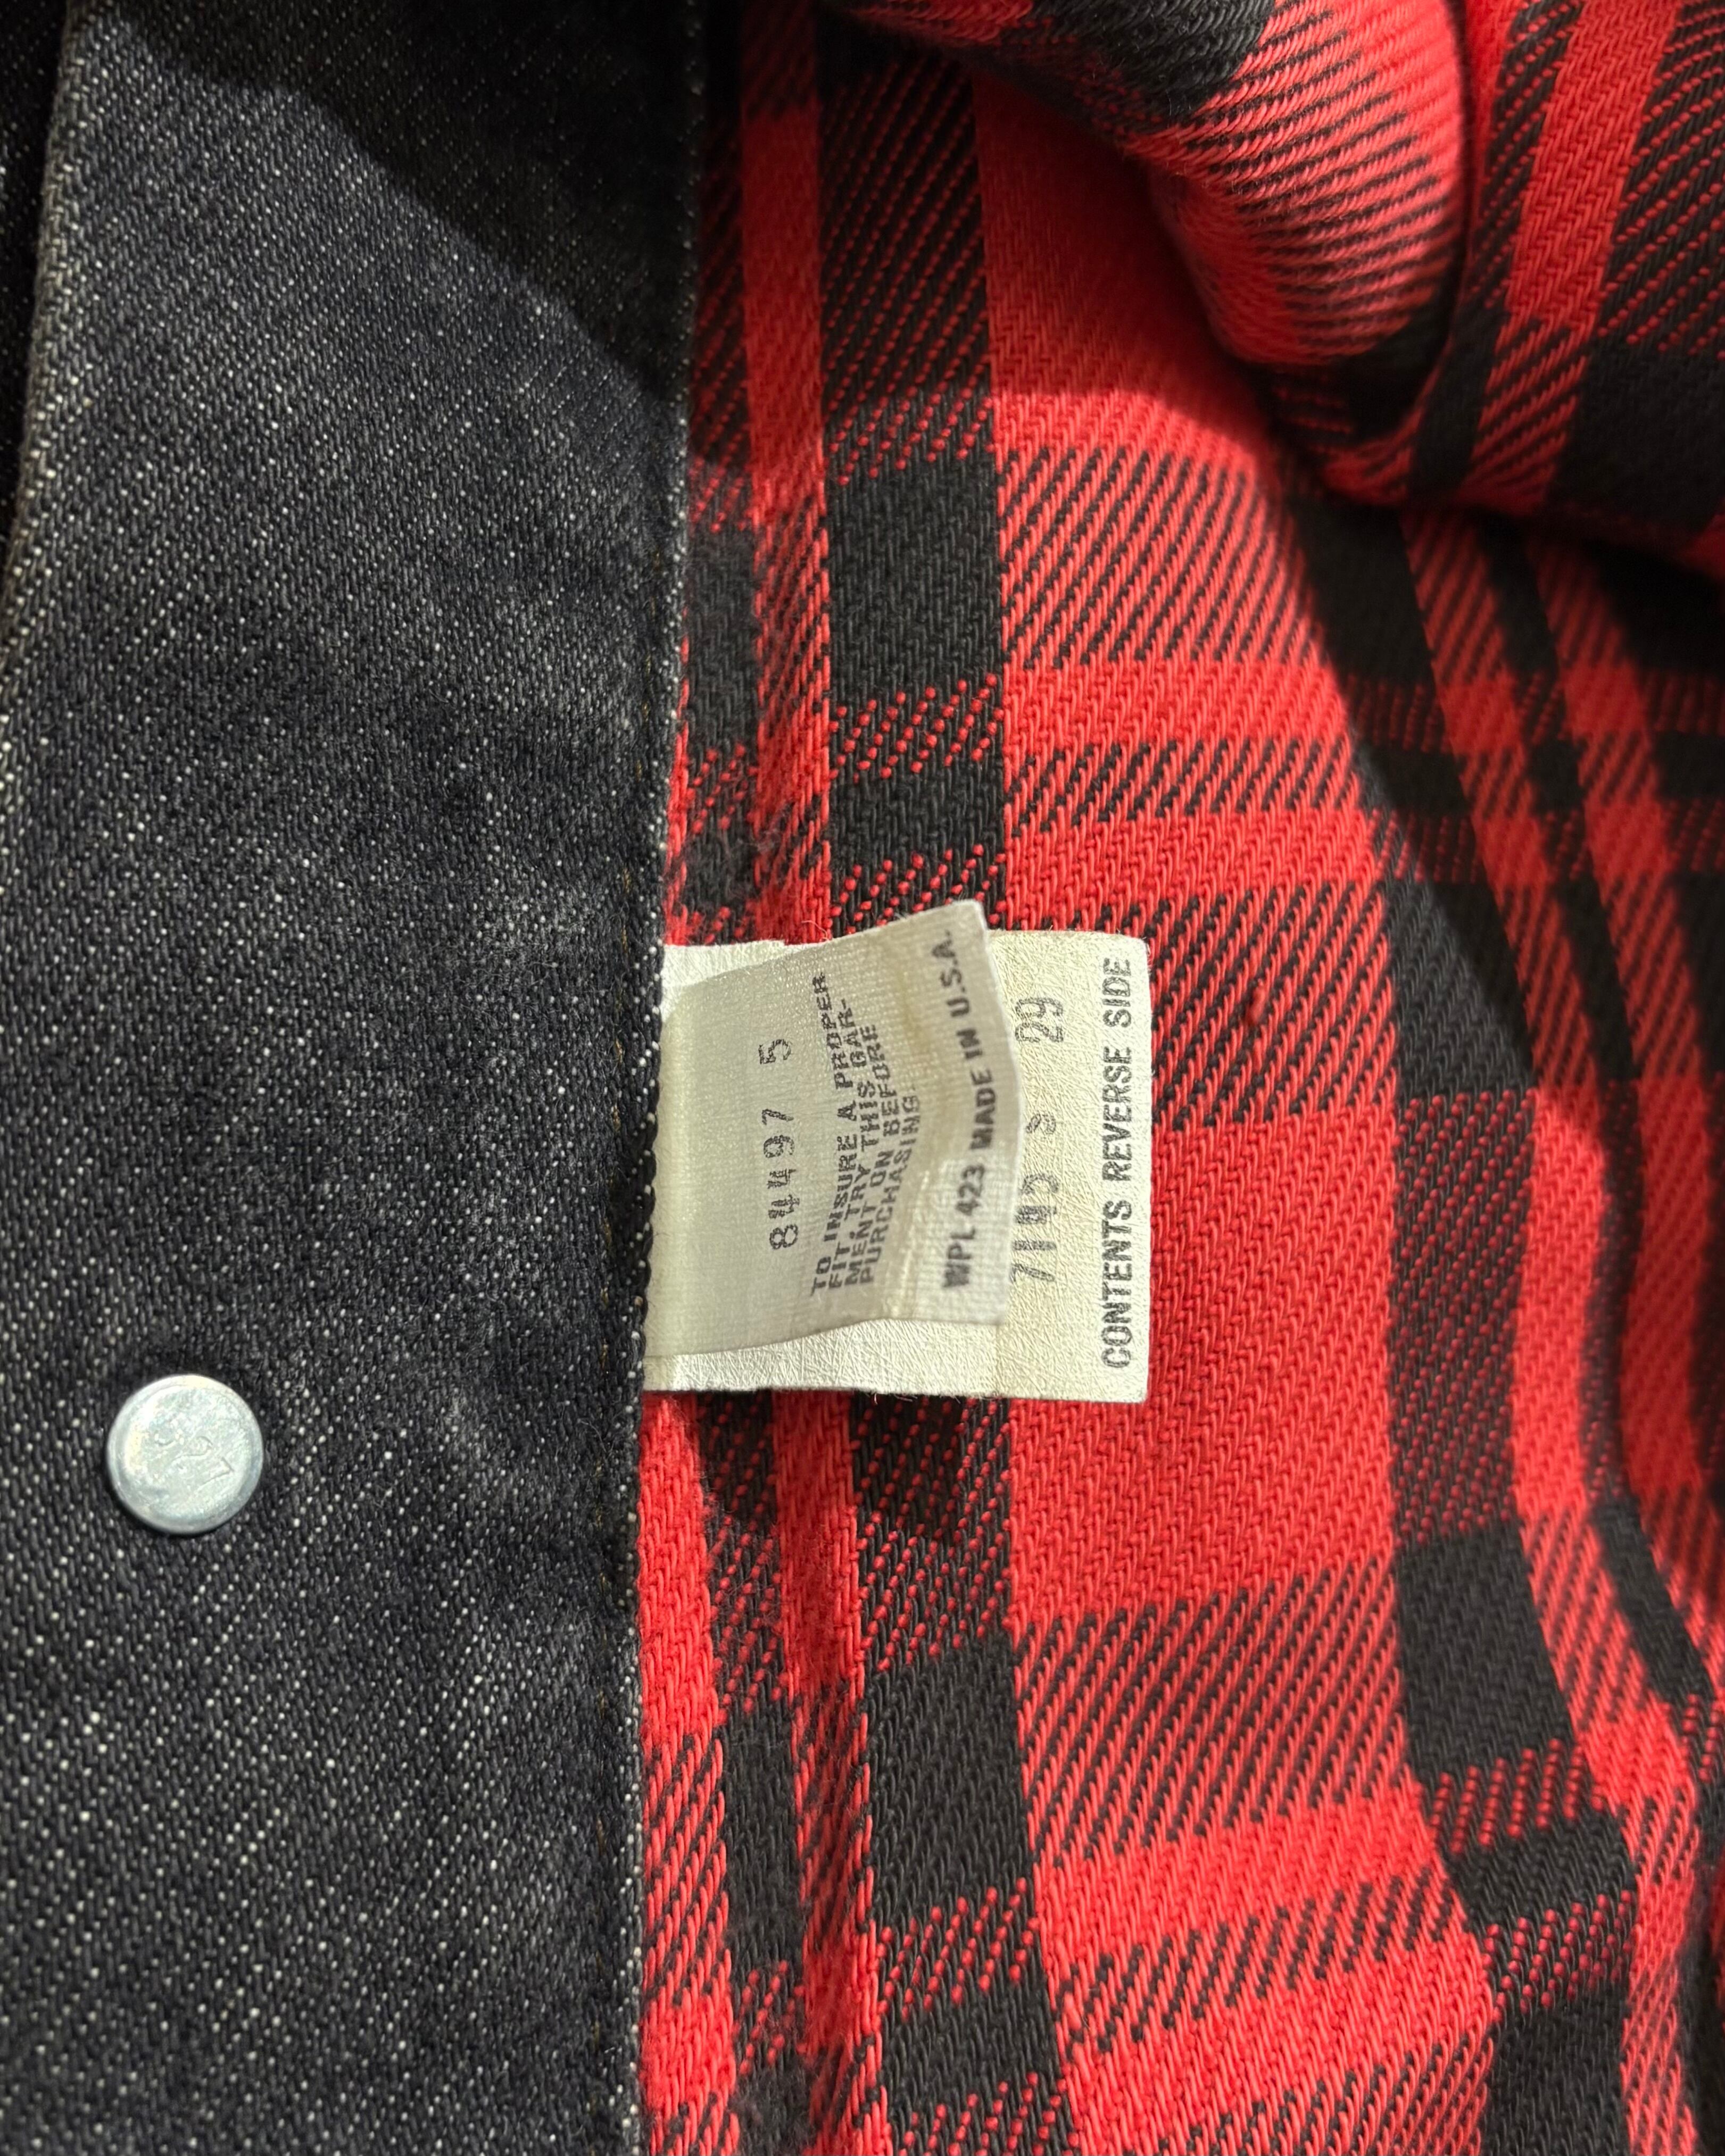 84497 5
TO INSURE A PROPER
FIT, TRY THIS GAR-
MENT ON BEFORE
PURCHASING.
WPL 423 MADE IN U.S.A.
29
CONTENTS REVERSE SIDE
527